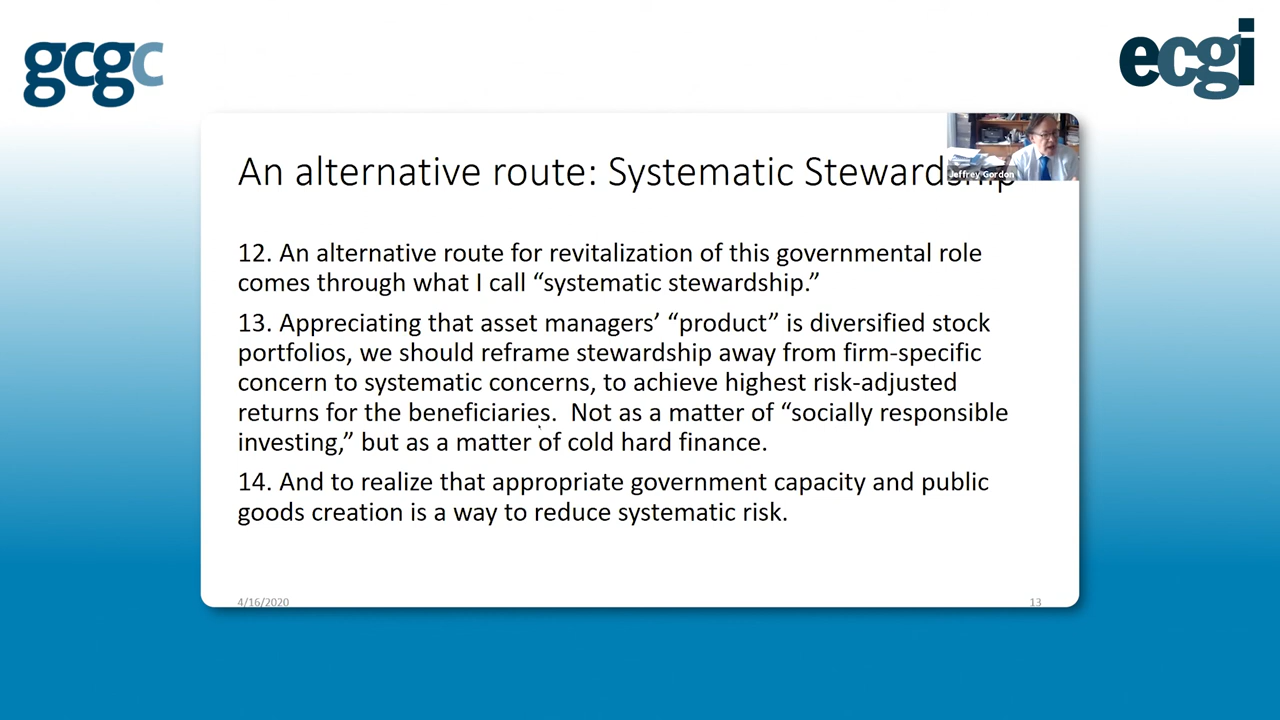 gcgc
ecgi
An alternative route: Systematic Stewardship
Jeffrey Gordon
12. An alternative route for revitalization of this governmental role
comes through what I call “systematic stewardship.”
13. Appreciating that asset managers’ “product” is diversified stock
portfolios, we should reframe stewardship away from firm-specific
concern to systematic concerns, to achieve highest risk-adjusted
returns for the beneficiaries.  Not as a matter of “socially responsible
investing,” but as a matter of cold hard finance.
14. And to realize that appropriate government capacity and public
goods creation is a way to reduce systematic risk.
4/16/2020
13